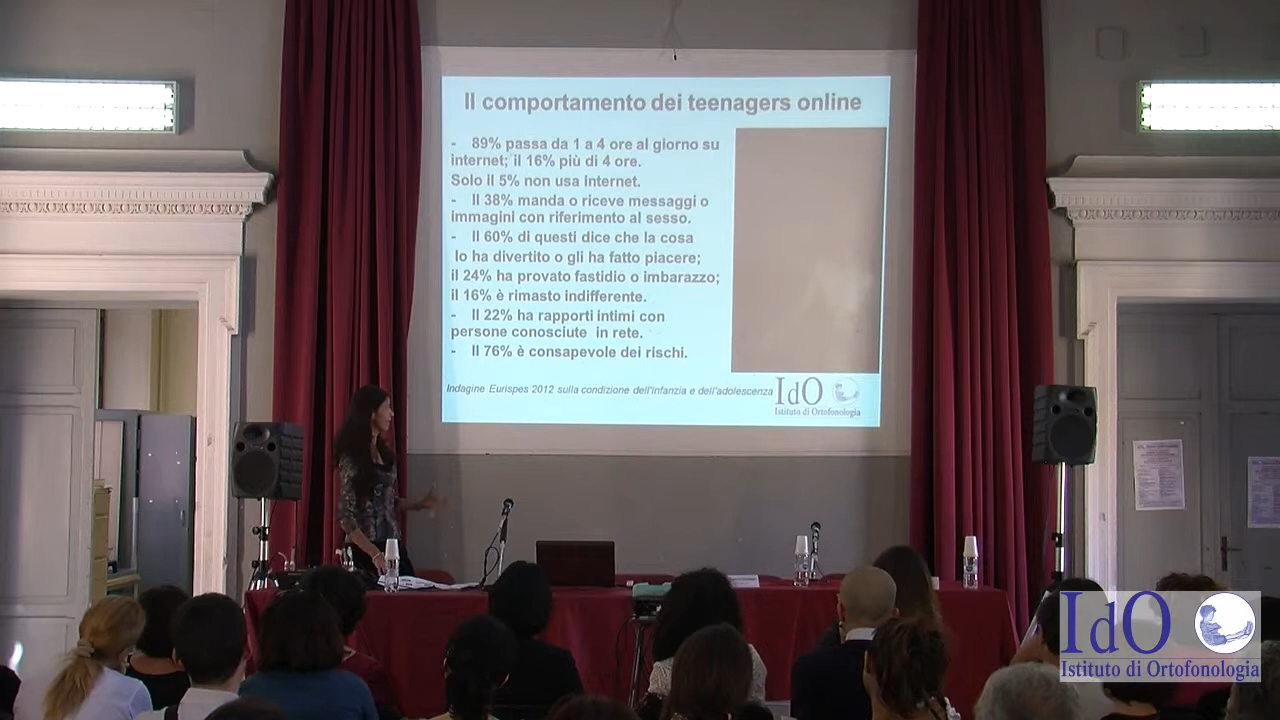 Il comportamento dei teenagers online
- 89% passa da 1 a 4 ore al giorno su
internet; il 16% più di 4 ore.
Solo il 5% non usa internet.
- Il 38% manda o riceve messaggi o
immagini con riferimento al sesso.
- Il 60% di questi dice che la cosa
lo ha divertito o gli ha fatto piacere;
il 24% ha provato fastidio o imbarazzo;
il 16% è rimasto indifferente.
- Il 22% ha rapporti intimi con
persone conosciute in rete.
- Il 76% è consapevole dei rischi.
Indagine Eurispes 2012 sulla condizione dell'infanzia e dell'adolescenza
IdO
Istituto di Ortofonologia
IdO
Istituto di Ortofonologia